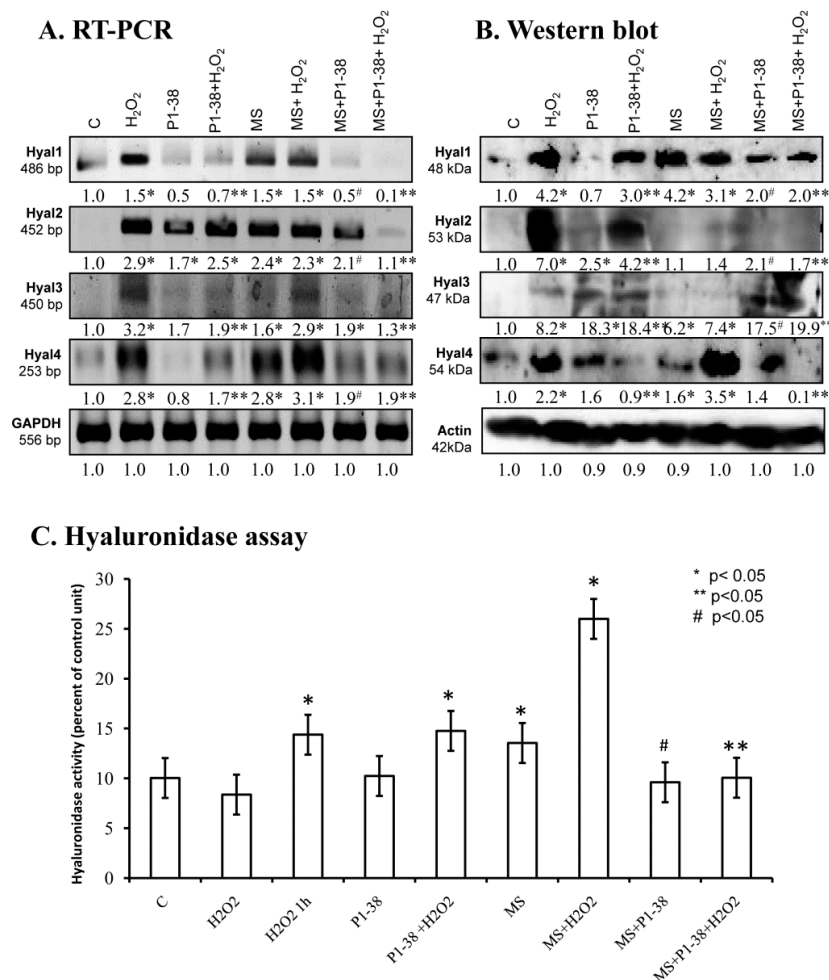 A. RT-PCR
C H₂O₂ P1-38 P1-38+H₂O₂ MS MS+ H₂O₂ MS+P1-38 MS+P1-38+ H₂O₂
Hyal1
486 bp
1.0 1.5* 0.5 0.7** 1.5* 1.5* 0.5# 0.1**
Hyal2
452 bp
1.0 2.9* 1.7* 2.5* 2.4* 2.3* 2.1# 1.1**
Hyal3
450 bp
1.0 3.2* 1.7 1.9** 1.6* 2.9* 1.9* 1.3**
Hyal4
253 bp
1.0 2.8* 0.8 1.7** 2.8* 3.1* 1.9# 1.9**
GAPDH
556 bp
1.0 1.0 1.0 1.0 1.0 1.0 1.0 1.0
B. Western blot
C H₂O₂ P1-38 P1-38+H₂O₂ MS MS+ H₂O₂ MS+P1-38 MS+P1-38+ H₂O₂
Hyal1
48 kDa
1.0 4.2* 0.7 3.0** 4.2* 3.1* 2.0# 2.0**
Hyal2
53 kDa
1.0 7.0* 2.5* 4.2** 1.1 1.4 2.1# 1.7**
Hyal3
47 kDa
1.0 8.2* 18.3* 18.4** 6.2* 7.4* 17.5# 19.9**
Hyal4
54 kDa
1.0 2.2* 1.6 0.9** 1.6* 3.5* 1.4 0.1**
Actin
42kDa
1.0 1.0 0.9 0.9 0.9 1.0 1.0 1.0
C. Hyaluronidase assay
Hyaluronidase activity (percent of control unit)
30
25
20
15
10
5
0
* p< 0.05
** p<0.05
# p<0.05
* * * * # **
C H2O2 H2O2 1h P1-38 P1-38 +H2O2 MS MS+H2O2 MS+P1-38 MS+P1-38+H2O2